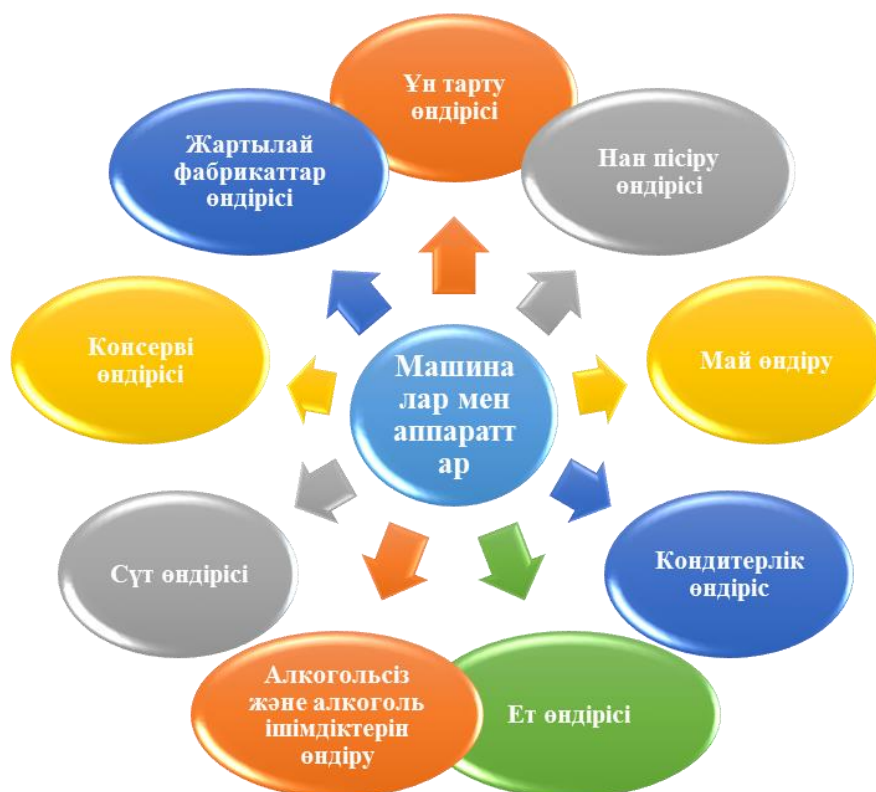 Ұн тарту
өндірісі
Нан пісіру
өндірісі
Май өндіру
Кондитерлік
өндіріс
Ет өндірісі
Алкогольсіз
және алкоголь
ішімдіктерін
өндіру
Сүт өндірісі
Консерві
өндірісі
Жартылай
фабрикаттар
өндірісі
Машина
лар мен
аппаратт
ар